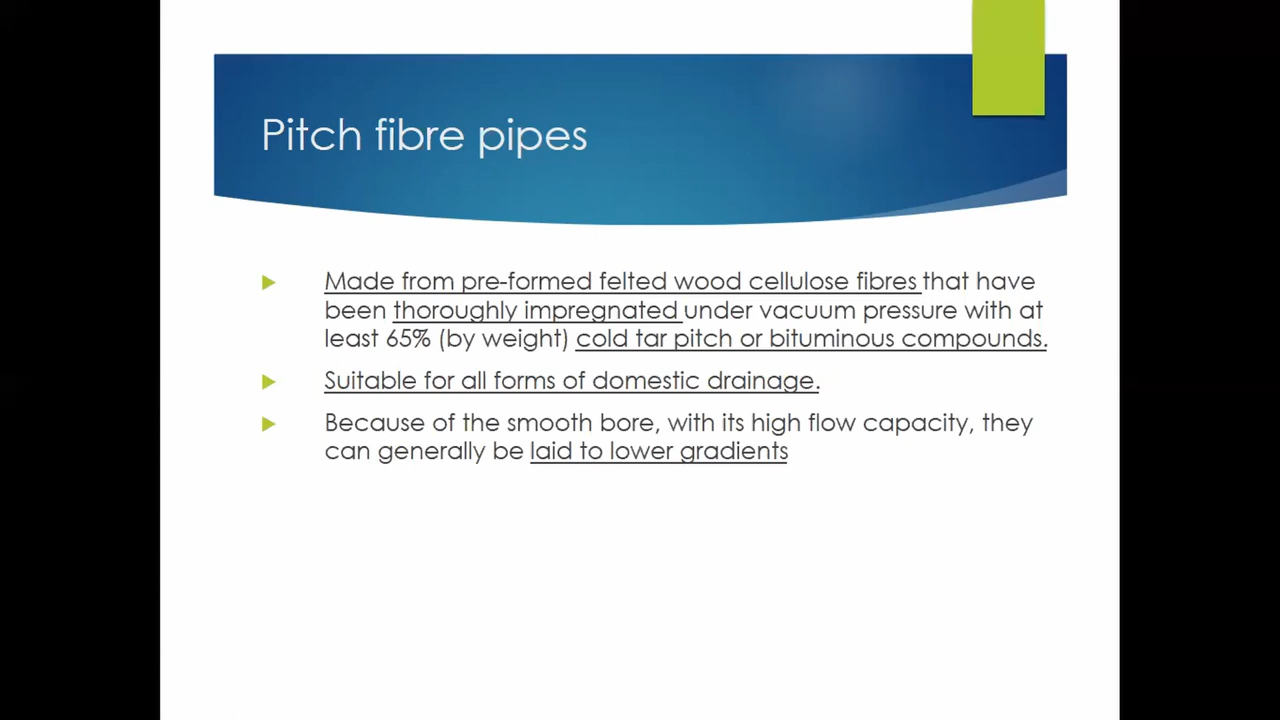 Pitch fibre pipes
Made from pre-formed felted wood cellulose fibres that have
been thoroughly impregnated under vacuum pressure with at
least 65% (by weight) cold tar pitch or bituminous compounds.
Suitable for all forms of domestic drainage.
Because of the smooth bore, with its high flow capacity, they
can generally be laid to lower gradients